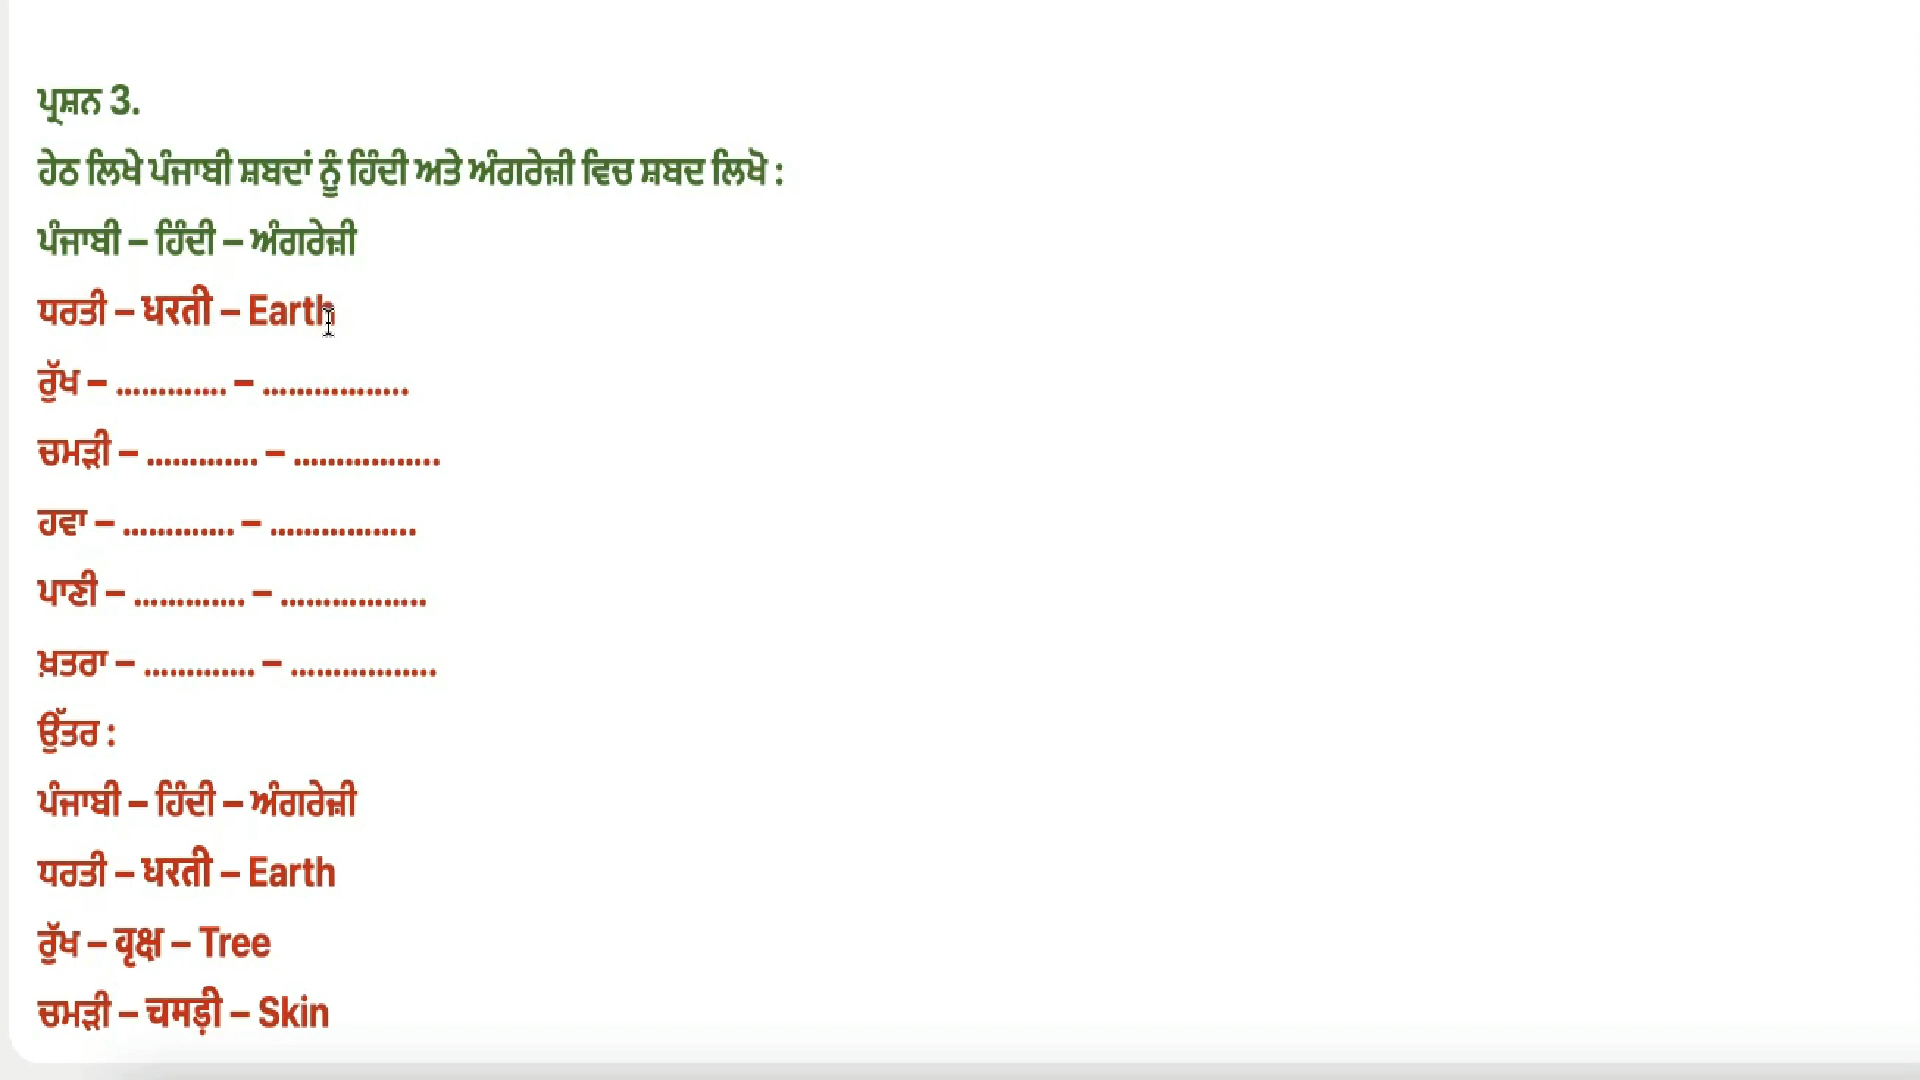 ਪ੍ਰਸ਼ਨ 3.
ਹੇਠ ਲਿਖੇ ਪੰਜਾਬੀ ਸ਼ਬਦਾਂ ਨੂੰ ਹਿੰਦੀ ਅਤੇ ਅੰਗਰੇਜ਼ੀ ਵਿਚ ਸ਼ਬਦ ਲਿਖੋ :
ਪੰਜਾਬੀ – ਹਿੰਦੀ – ਅੰਗਰੇਜ਼ੀ
ਧਰਤੀ – धरती – Earth
ਰੁੱਖ – ............. – .................
ਚਮੜੀ – ............. – .................
ਹਵਾ – ............. – .................
ਪਾਣੀ – ............. – .................
ਖ਼ਤਰਾ – ............. – .................
ਉੱਤਰ :
ਪੰਜਾਬੀ – ਹਿੰਦੀ – ਅੰਗਰੇਜ਼ੀ
ਧਰਤੀ – धरती – Earth
ਰੁੱਖ – वृक्ष – Tree
ਚਮੜੀ – चमड़ी – Skin